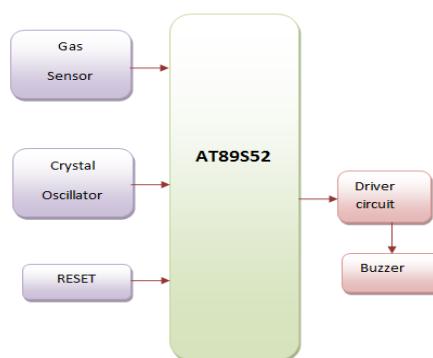 Gas
Sensor
Crystal
Oscillator
RESET
AT89S52
Driver
circuit
Buzzer